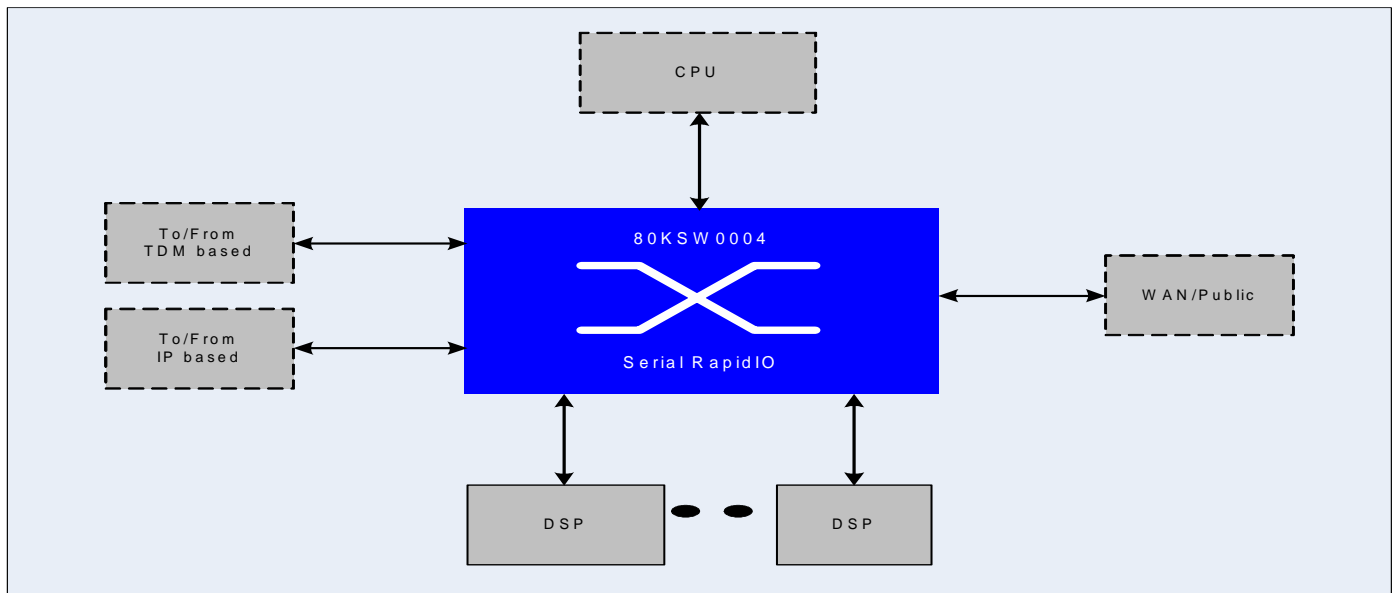 CPU
To/From
TDM based
80KSW0004
WAN/Public
To/From
IP based
Serial RapidIO
DSP
DSP